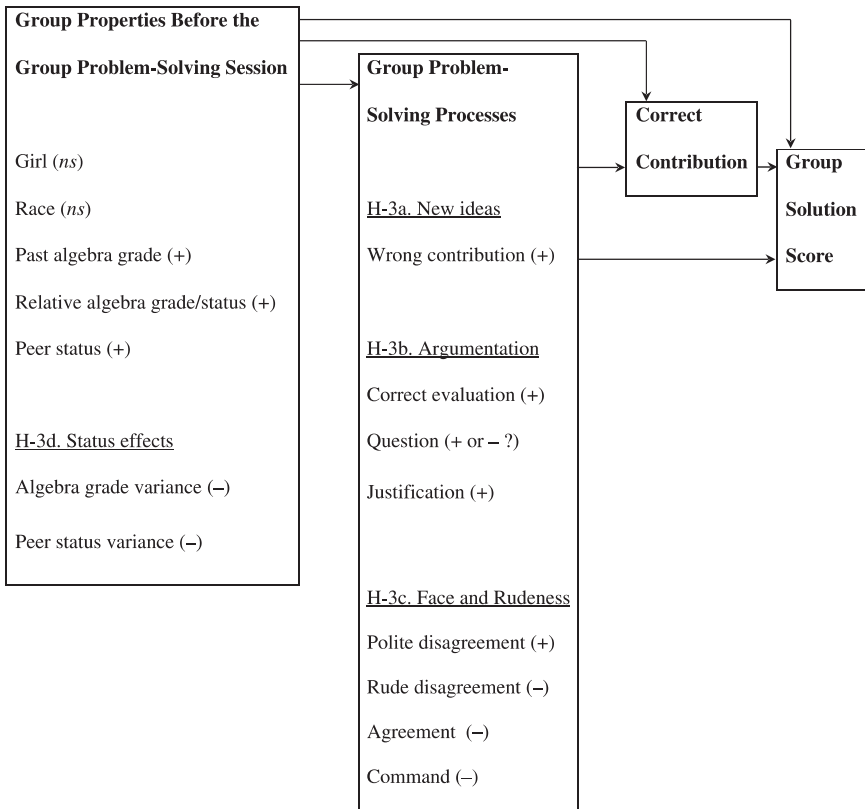 Group Properties Before the
Group Problem-Solving Session
Girl (ns)
Race (ns)
Past algebra grade (+)
Relative algebra grade/status (+)
Peer status (+)
H-3d. Status effects
Algebra grade variance (–)
Peer status variance (–)
Group Problem-
Solving Processes
H-3a. New ideas
Wrong contribution (+)
H-3b. Argumentation
Correct evaluation (+)
Question (+ or – ?)
Justification (+)
H-3c. Face and Rudeness
Polite disagreement (+)
Rude disagreement (–)
Agreement (–)
Command (–)
Correct
Contribution
Group
Solution
Score